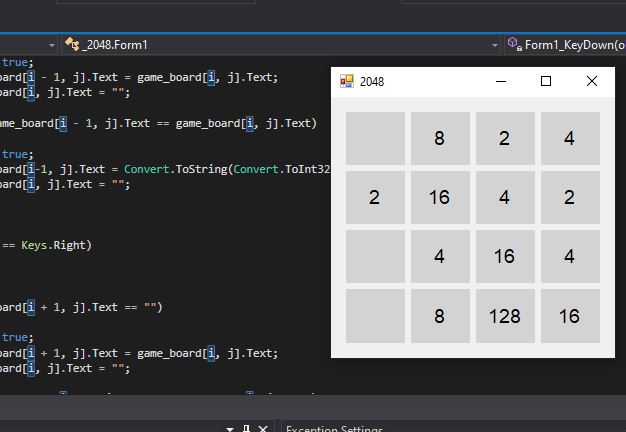 _2048.Form1
Form1_KeyDown(o
true;
oard[i - 1, j].Text = game_board[i, j].Text;
oard[i, j].Text = "";
ame_board[i - 1, j].Text == game_board[i, j].Text)
true;
oard[i-1, j].Text = Convert.ToString(Convert.ToInt32
oard[i, j].Text = "";
== Keys.Right)
oard[i + 1, j].Text == "")
true;
oard[i + 1, j].Text = game_board[i, j].Text;
oard[i, j].Text = "";
2048
8 2 4
2 16 4 2
4 16 4
8 128 16
Exception Settings